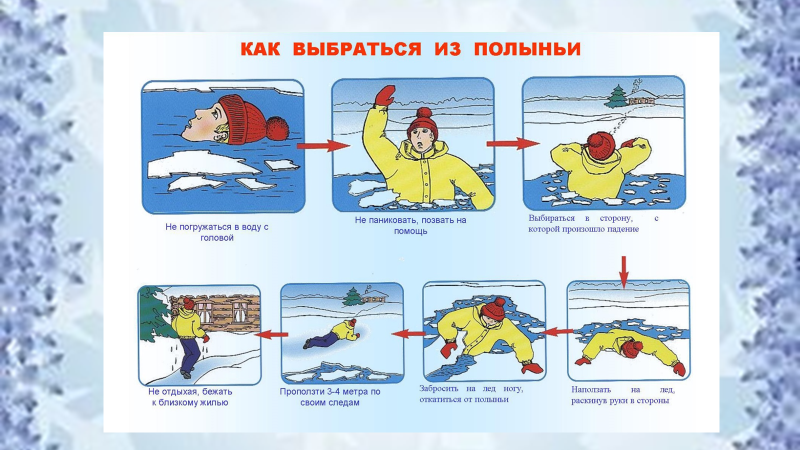 КАК ВЫБРАТЬСЯ ИЗ ПОЛЫНЬИ
Не погружаться в воду с
головой
Не паниковать, позвать на
помощь
Выбираться в сторону, с
которой произошло падение
Наползать на лед,
раскинув руки в стороны
Забросить на лед ногу,
откатиться от полыньи
Проползти 3-4 метра по
своим следам
Не отдыхая, бежать
к близкому жилью